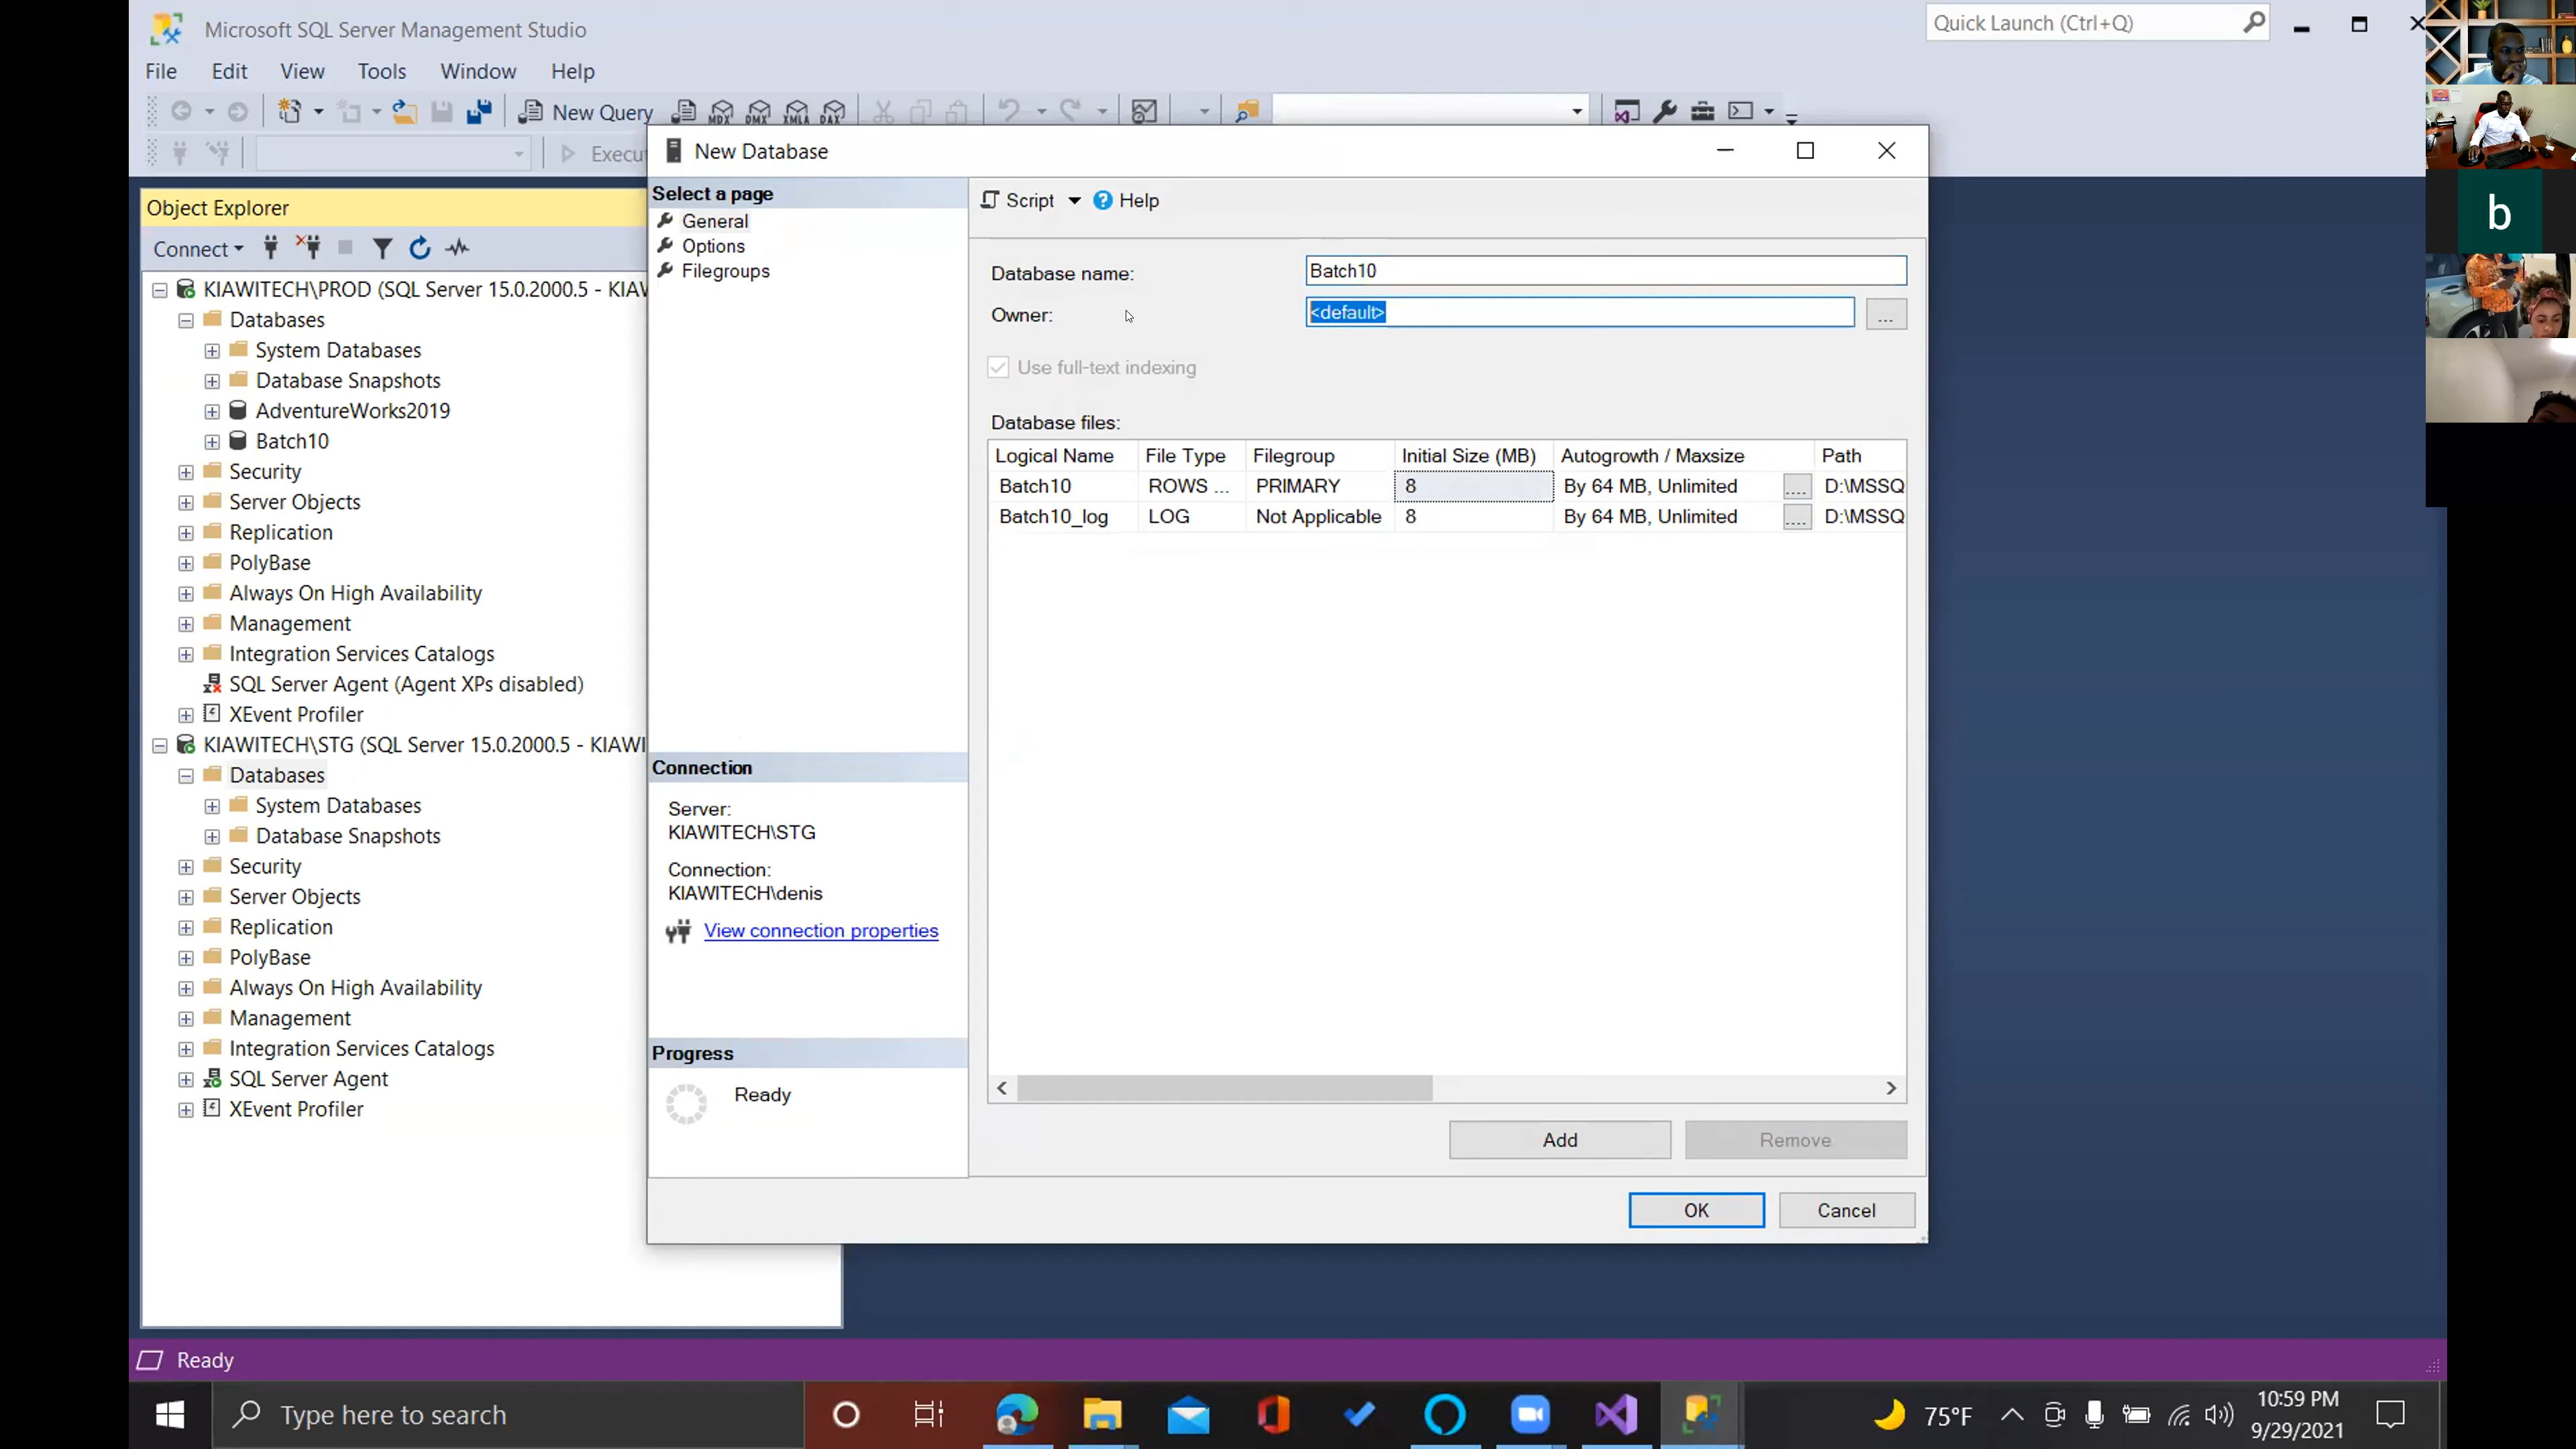 Microsoft SQL Server Management Studio
Quick Launch (Ctrl+Q)
File Edit View Tools Window Help
New Query MDX DMX XMLA DAX
Execu
New Database
Object Explorer
Connect
KIAWITECH\PROD (SQL Server 15.0.2000.5 - KIAW
Databases
System Databases
Database Snapshots
AdventureWorks2019
Batch10
Security
Server Objects
Replication
PolyBase
Always On High Availability
Management
Integration Services Catalogs
SQL Server Agent (Agent XPs disabled)
XEvent Profiler
KIAWITECH\STG (SQL Server 15.0.2000.5 - KIAWI
Databases
System Databases
Database Snapshots
Security
Server Objects
Replication
PolyBase
Always On High Availability
Management
Integration Services Catalogs
SQL Server Agent
XEvent Profiler
Select a page
General
Options
Filegroups
Connection
Server:
KIAWITECH\STG
Connection:
KIAWITECH\denis
View connection properties
Progress
Ready
Script Help
Database name: Batch10
Owner: <default> ...
Use full-text indexing
Database files:
Logical Name File Type Filegroup Initial Size (MB) Autogrowth / Maxsize Path
Batch10 ROWS ... PRIMARY 8 By 64 MB, Unlimited .... D:\MSSQ
Batch10_log LOG Not Applicable 8 By 64 MB, Unlimited .... D:\MSSQ
Add Remove
OK Cancel
b
Ready
Type here to search
75°F
10:59 PM
9/29/2021